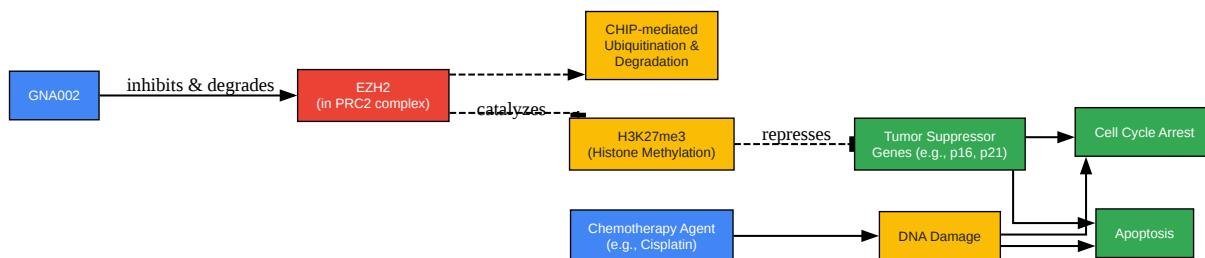 CHIP-mediated
Ubiquitination &
Degradation
GNA002
inhibits & degrades
EZH2
(in PRC2 complex)
catalyzes
H3K27me3
(Histone Methylation)
represses
Tumor Suppressor
Genes (e.g., p16, p21)
Cell Cycle Arrest
Chemotherapy Agent
(e.g., Cisplatin)
DNA Damage
Apoptosis